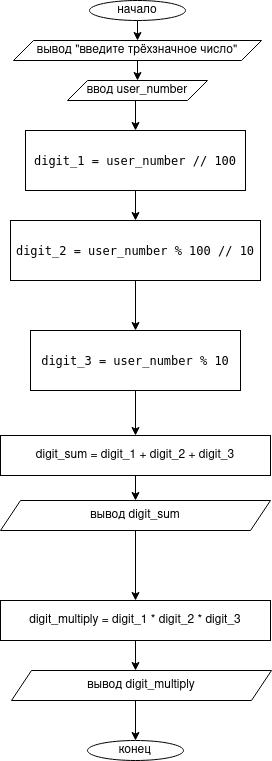 начало
вывод "введите трёхзначное число"
ввод user_number
digit_1 = user_number // 100
digit_2 = user_number % 100 // 10
digit_3 = user_number % 10
digit_sum = digit_1 + digit_2 + digit_3
вывод digit_sum
digit_multiply = digit_1 * digit_2 * digit_3
вывод digit_multiply
конец